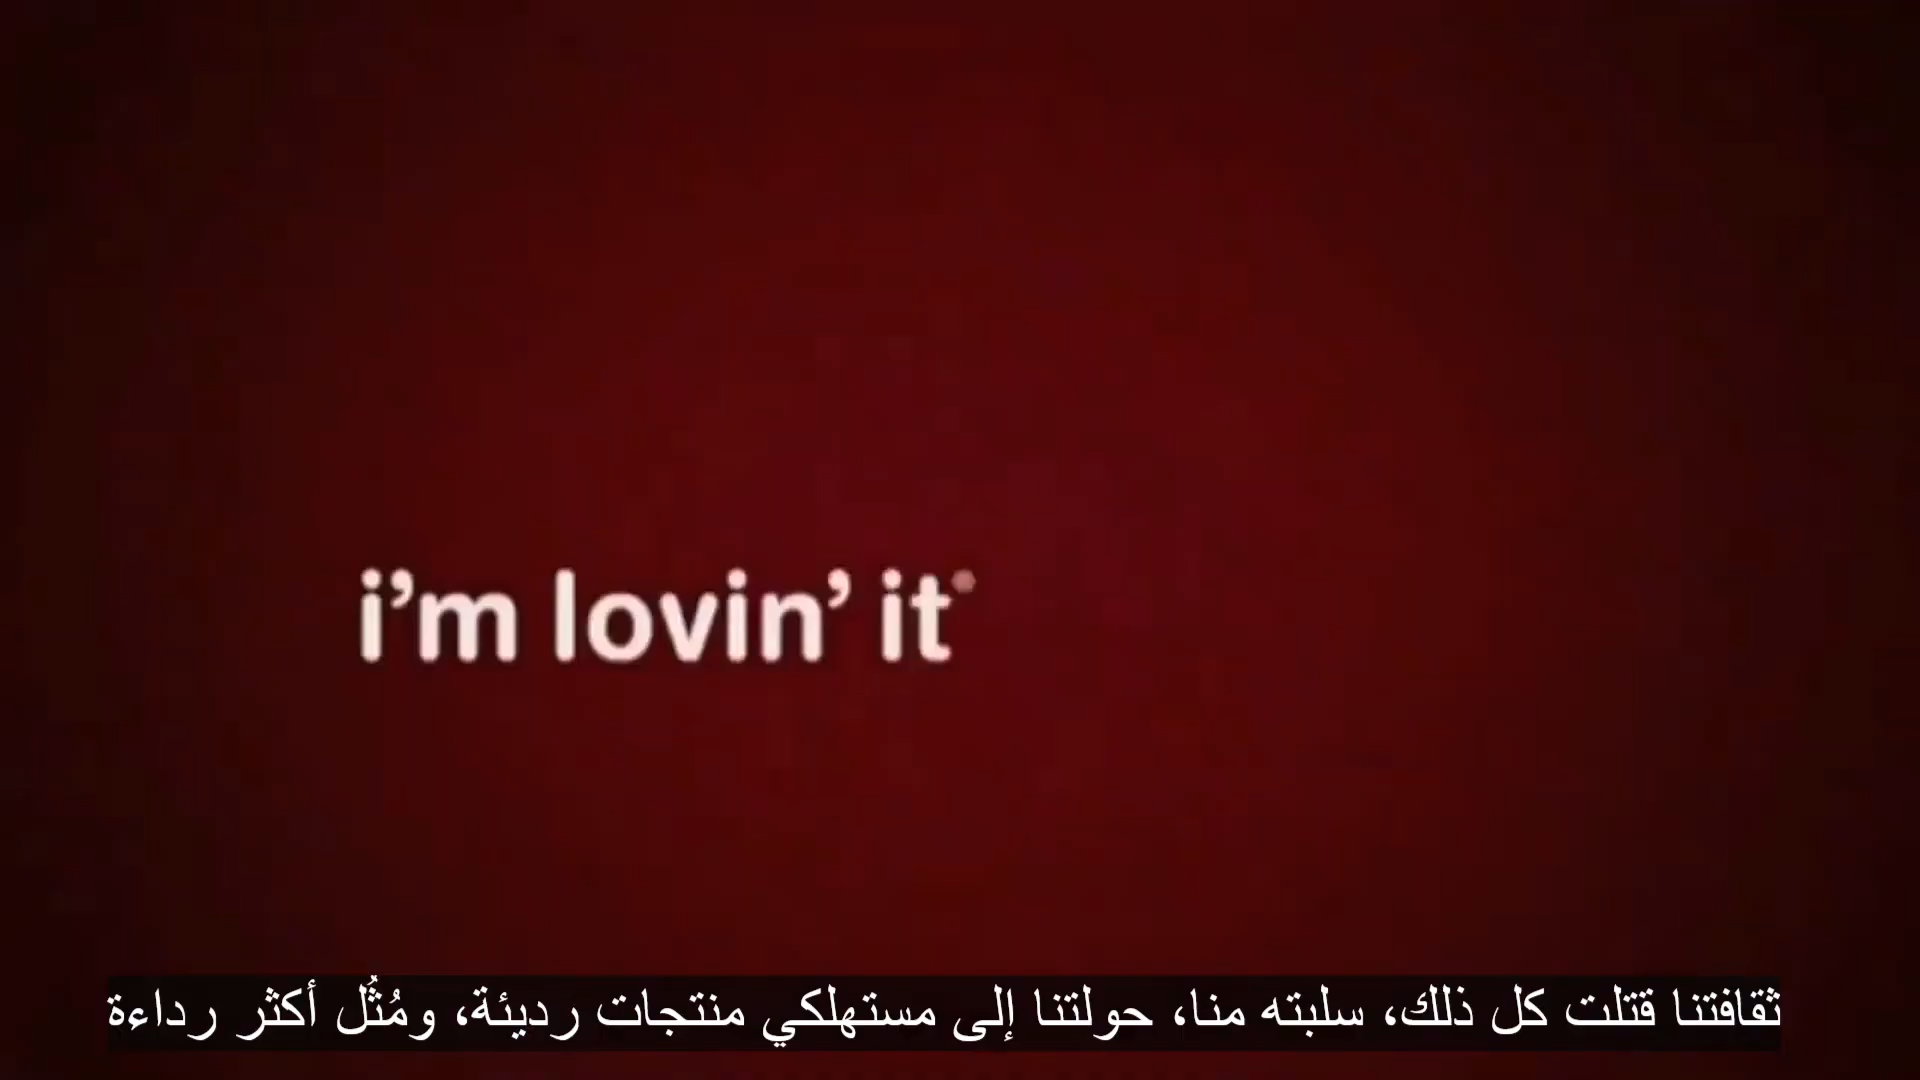 i'm lovin' it
ثقافتنا قتلت كل ذلك، سلبته منا، حولتنا إلى مستهلكي منتجات رديئة، ومُثُل أكثر رداءة